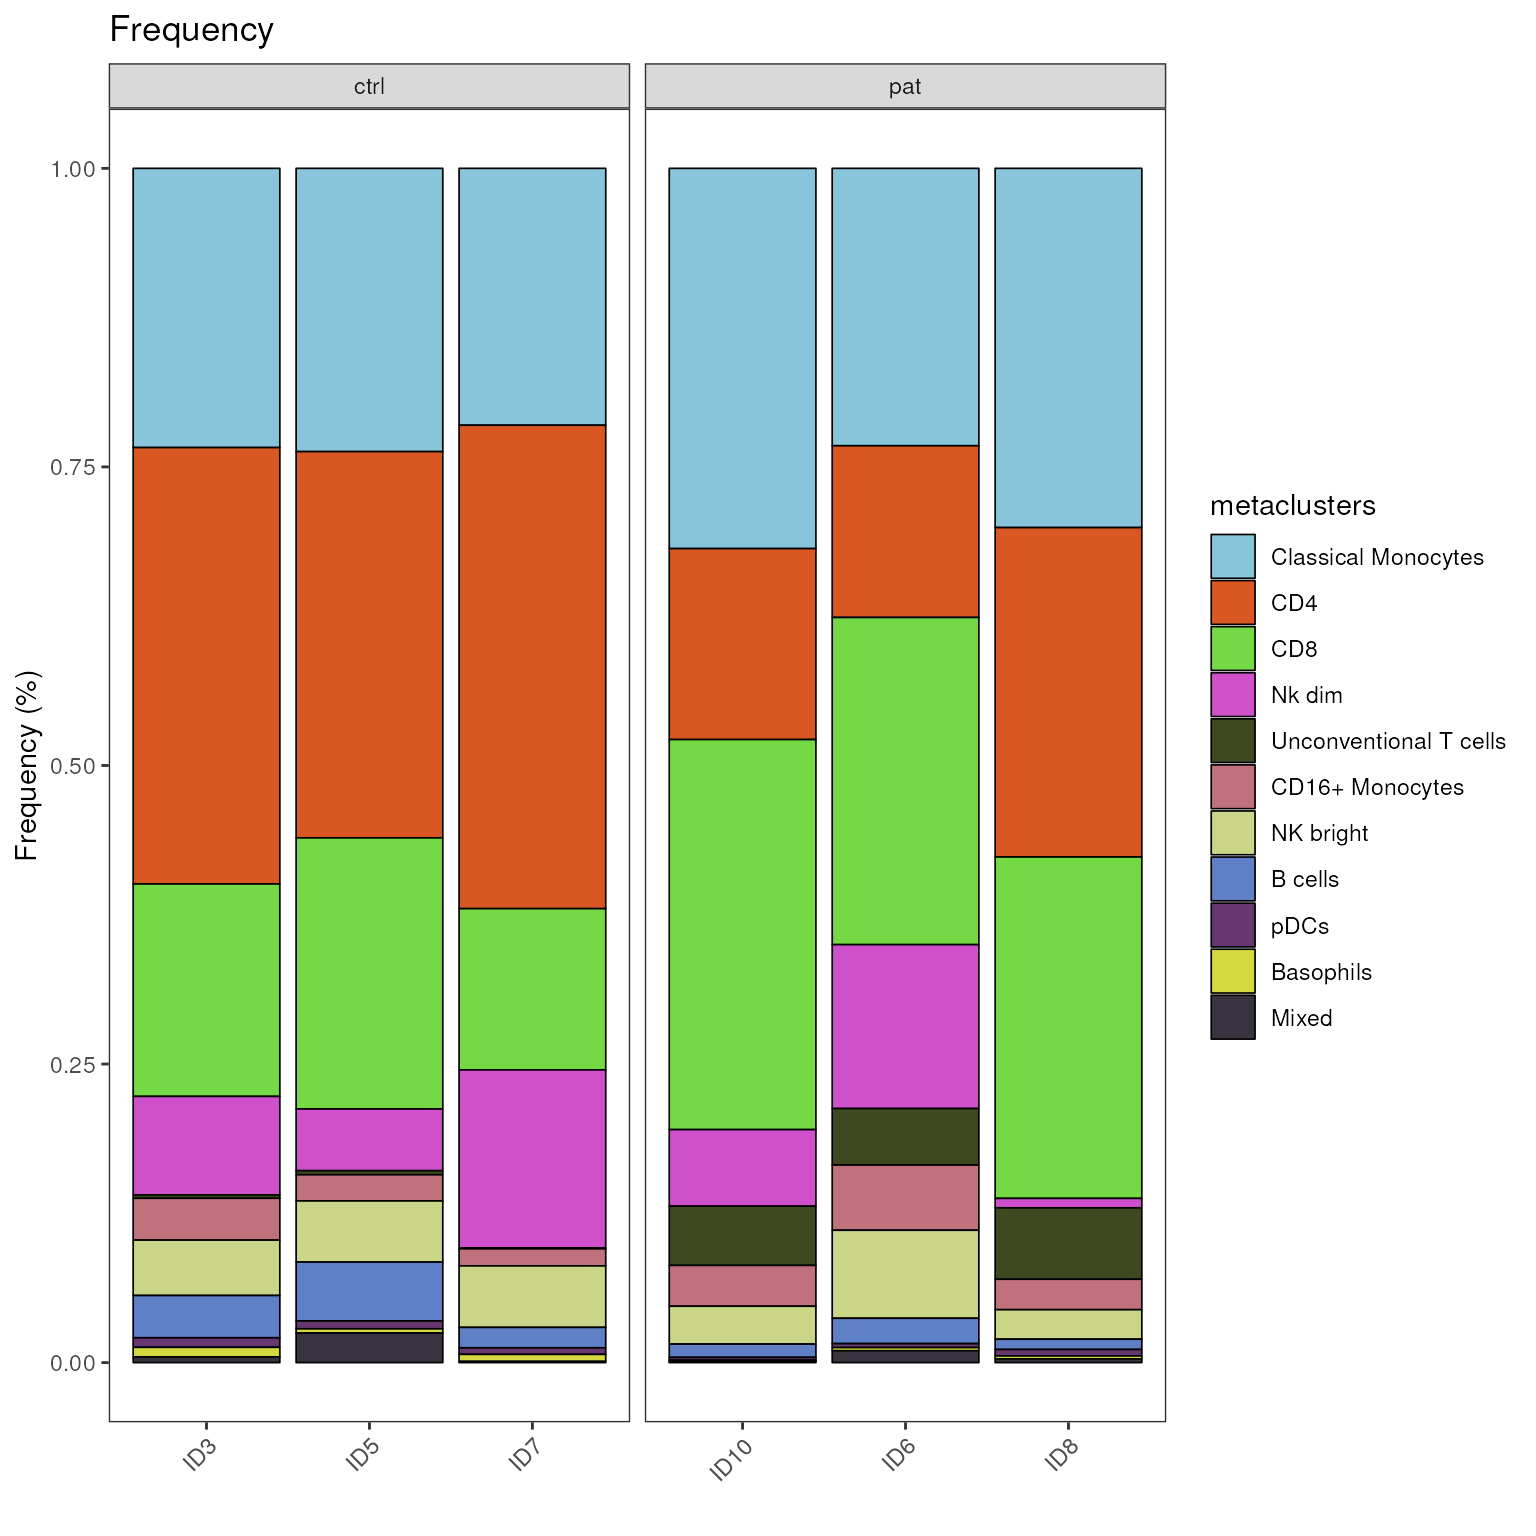 Frequency
ctrl
pat
1.00
0.75
0.50
0.25
0.00
Frequency (%)
ID3
ID5
ID7
ID10
ID6
ID8
metaclusters
Classical Monocytes
CD4
CD8
Nk dim
Unconventional T cells
CD16+ Monocytes
NK bright
B cells
pDCs
Basophils
Mixed